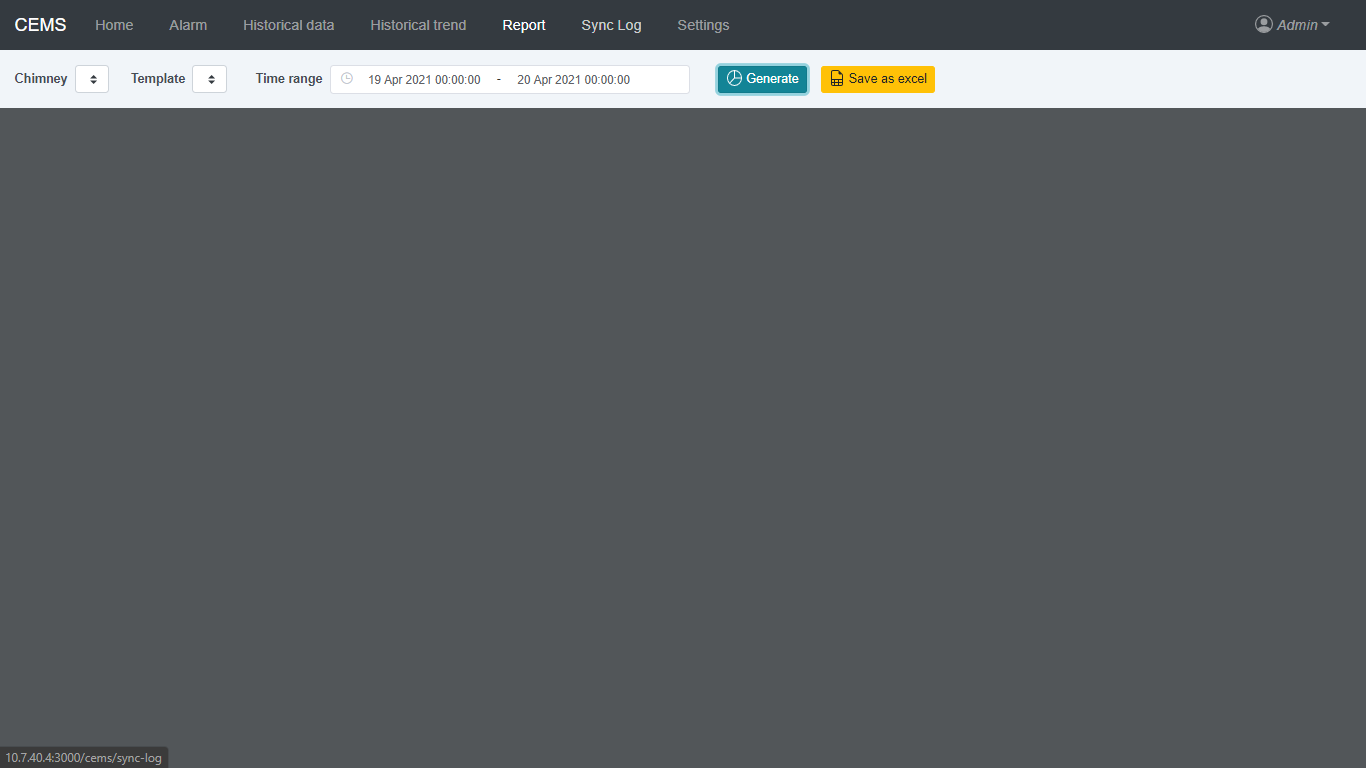 CEMS Home Alarm Historical data Historical trend Report Sync Log Settings Admin
Chimney Template Time range 19 Apr 2021 00:00:00 - 20 Apr 2021 00:00:00 Generate Save as excel
10.7.40.4:3000/cems/sync-log